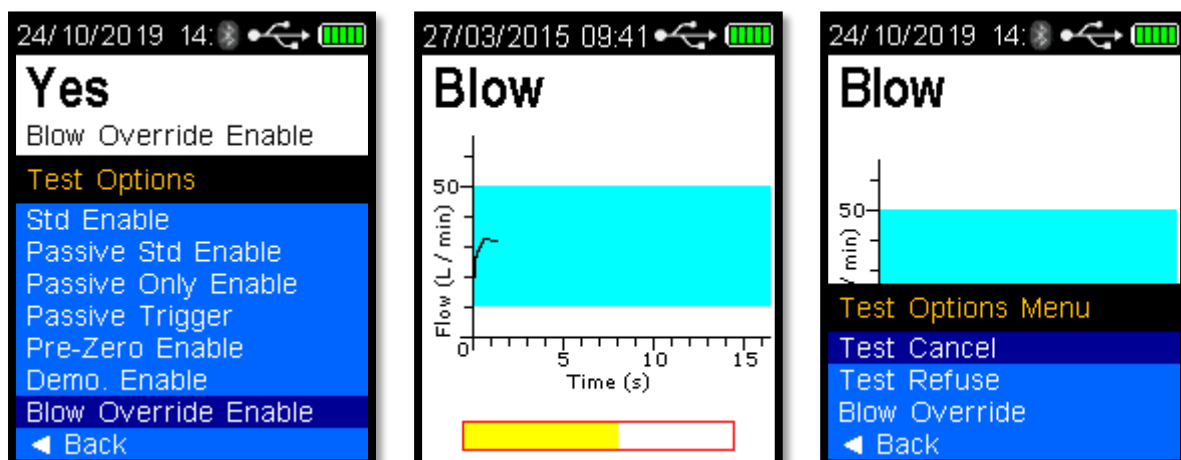 24/10/2019 14:
Yes
Blow Override Enable
Test Options
Std Enable
Passive Std Enable
Passive Only Enable
Passive Trigger
Pre-Zero Enable
Demo. Enable
Blow Override Enable
◄ Back
27/03/2015 09:41
Blow
50
Flow (L / min)
0 5 10 15
Time (s)
24/10/2019 14:
Blow
50
min)
Test Options Menu
Test Cancel
Test Refuse
Blow Override
◄ Back